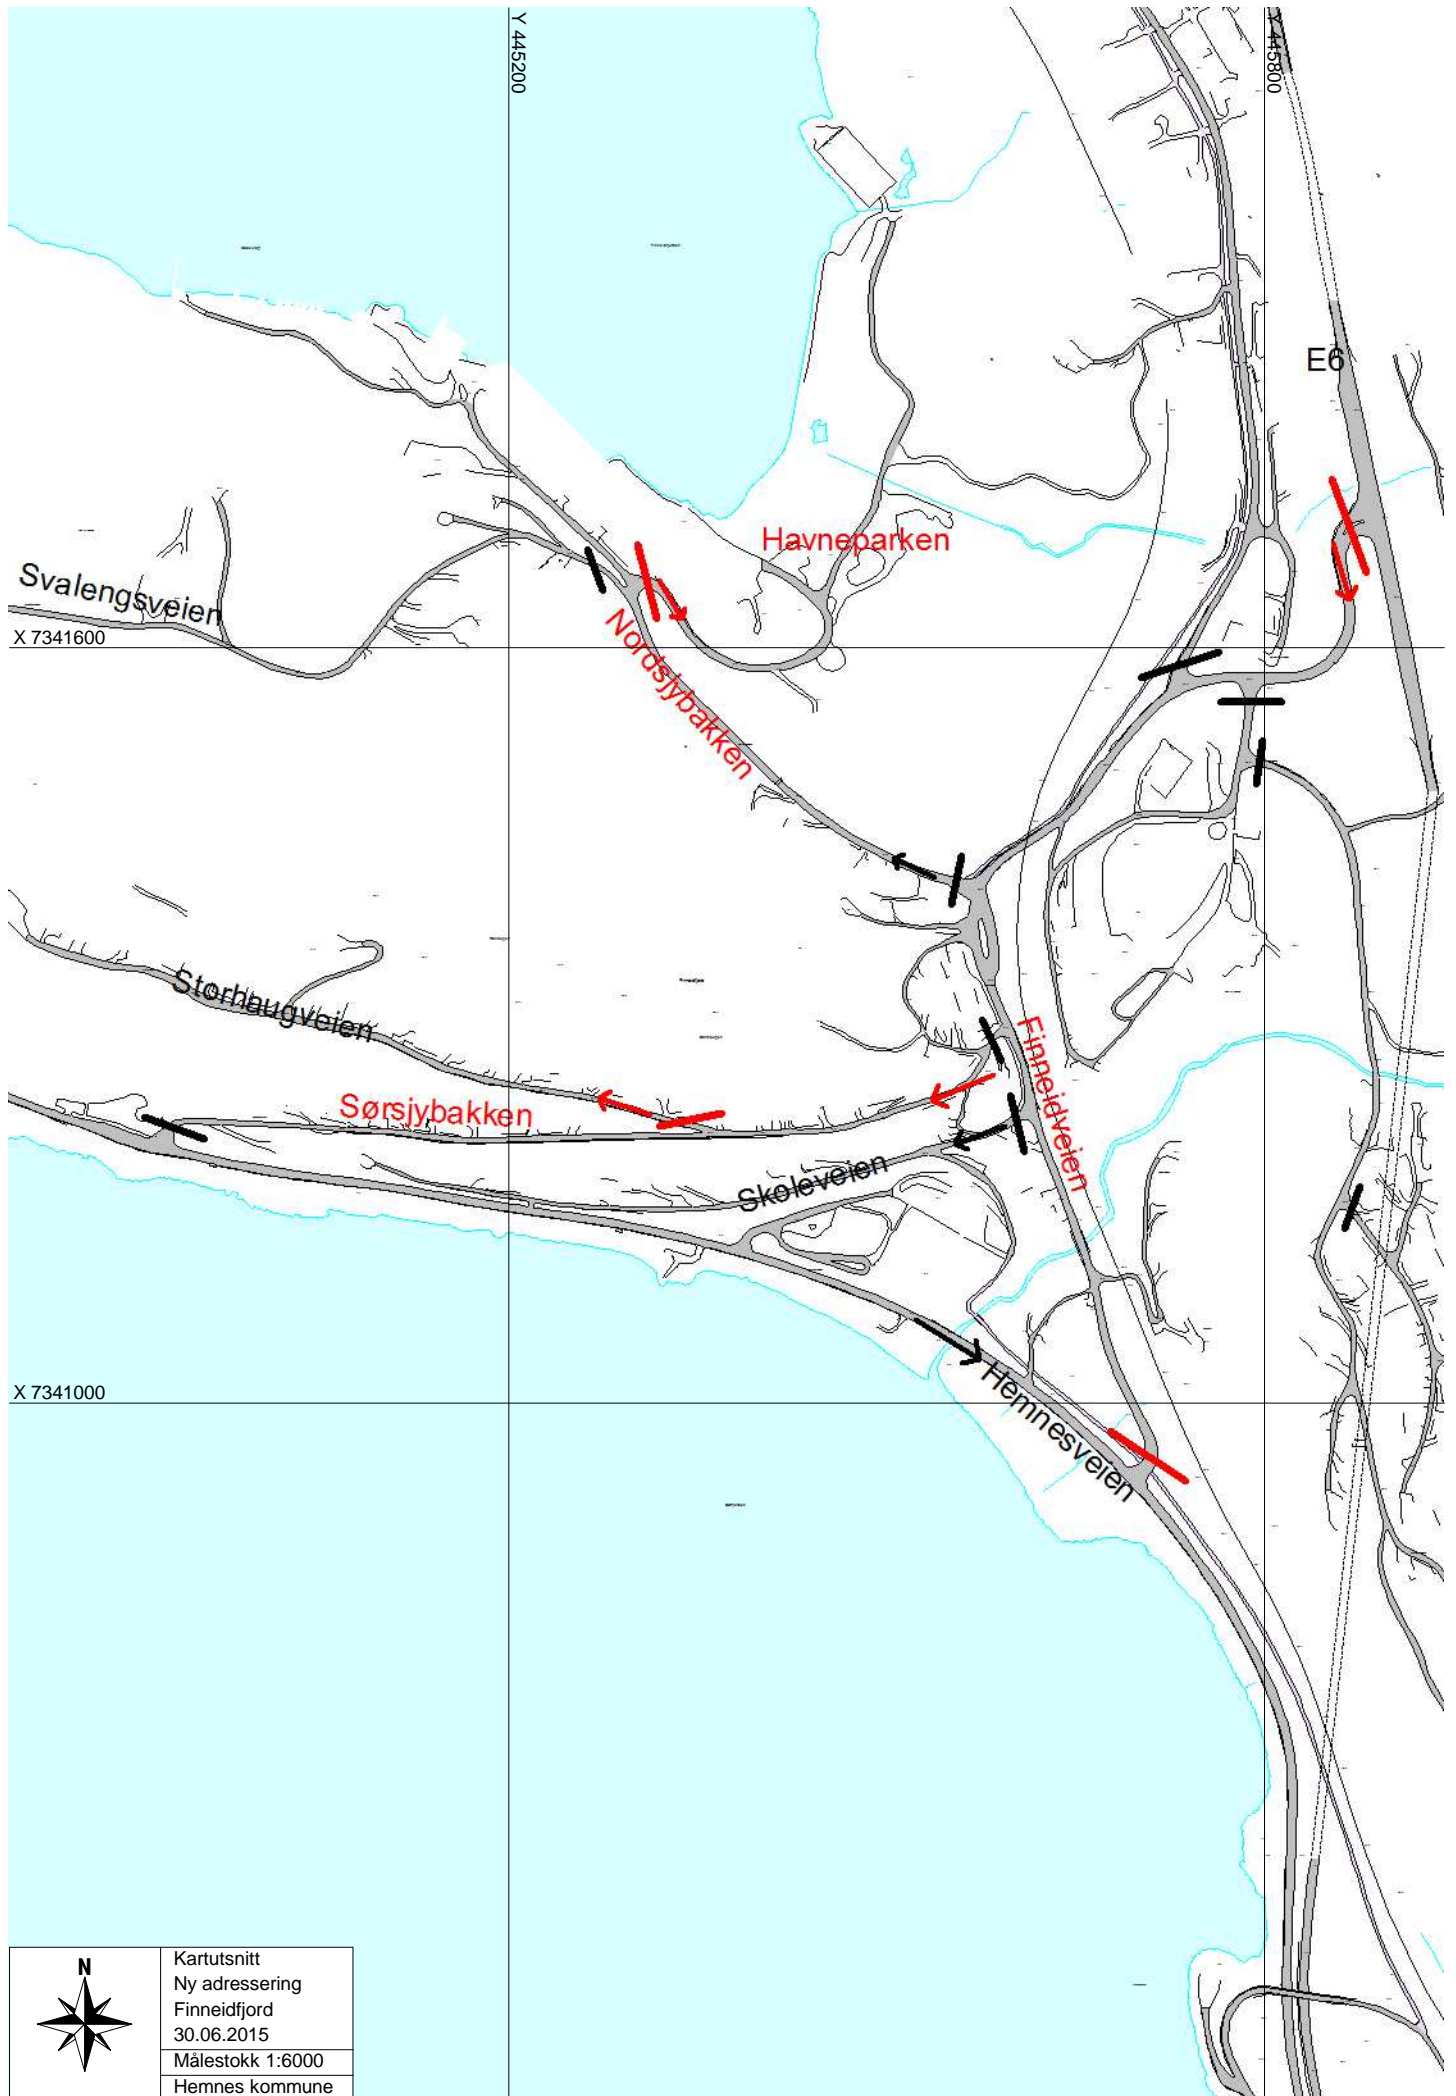 Y 445200
Y 445800
E6
Havneparken
Svalengsveien
X 7341600
Nordsjybakken
Storhaugveien
Finneidveien
Sørsjybakken
Skoleveien
Hemnesveien
X 7341000
N
Kartutsnitt
Ny adressering
Finneidfjord
30.06.2015
Målestokk 1:6000
Hemnes kommune